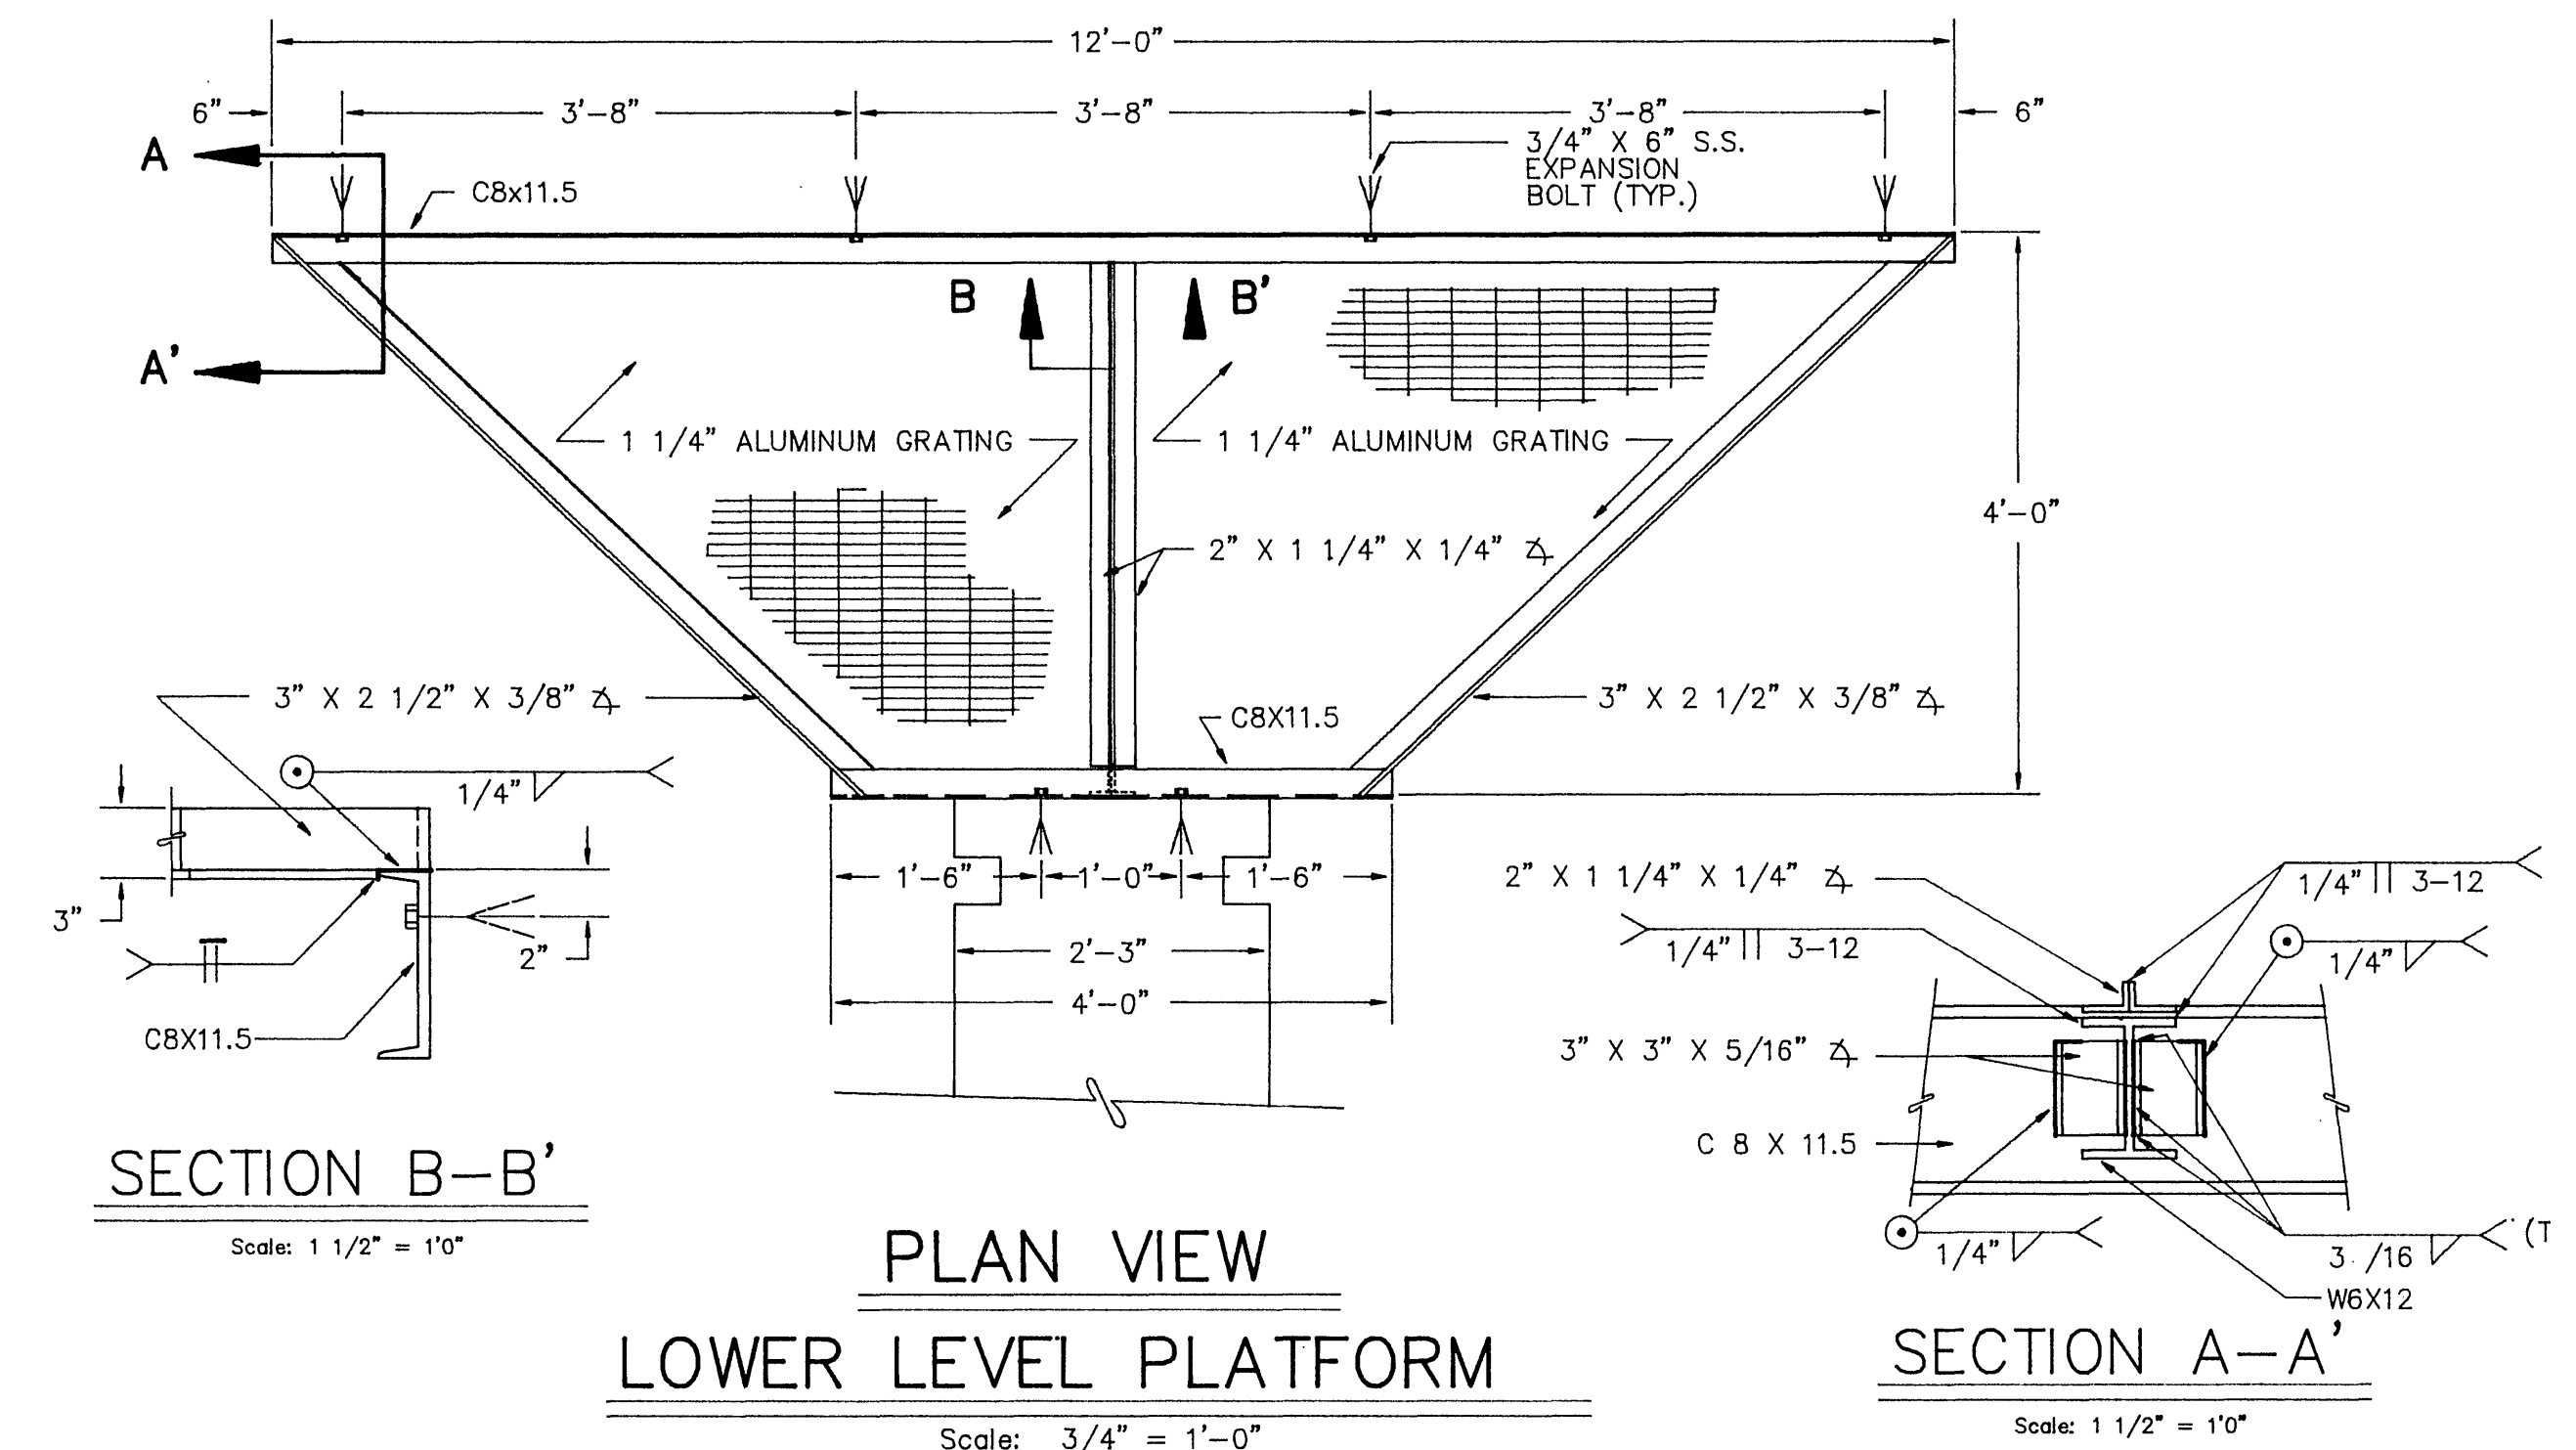 12'-0"
6"
3'-8"
3'-8"
3'-8"
6"
3/4" X 6" S.S.
EXPANSION
BOLT (TYP.)
A
C8x11.5
B
B'
A'
1 1/4" ALUMINUM GRATING
1 1/4" ALUMINUM GRATING
4'-0"
2" X 1 1/4" X 1/4"
3" X 2 1/2" X 3/8"
3" X 2 1/2" X 3/8"
C8X11.5
1/4"
3"
2"
C8X11.5
1'-6"
1'-0"
1'-6"
2'-3"
4'-0"
2" X 1 1/4" X 1/4"
1/4" 3-12
1/4" 3-12
1/4"
3" X 3" X 5/16"
C 8 X 11.5
1/4"
3 /16
(T
W6X12
SECTION B-B'
Scale: 1 1/2" = 1'0"
PLAN VIEW
LOWER LEVEL PLATFORM
Scale: 3/4" = 1'-0"
SECTION A-A'
Scale: 1 1/2" = 1'0"